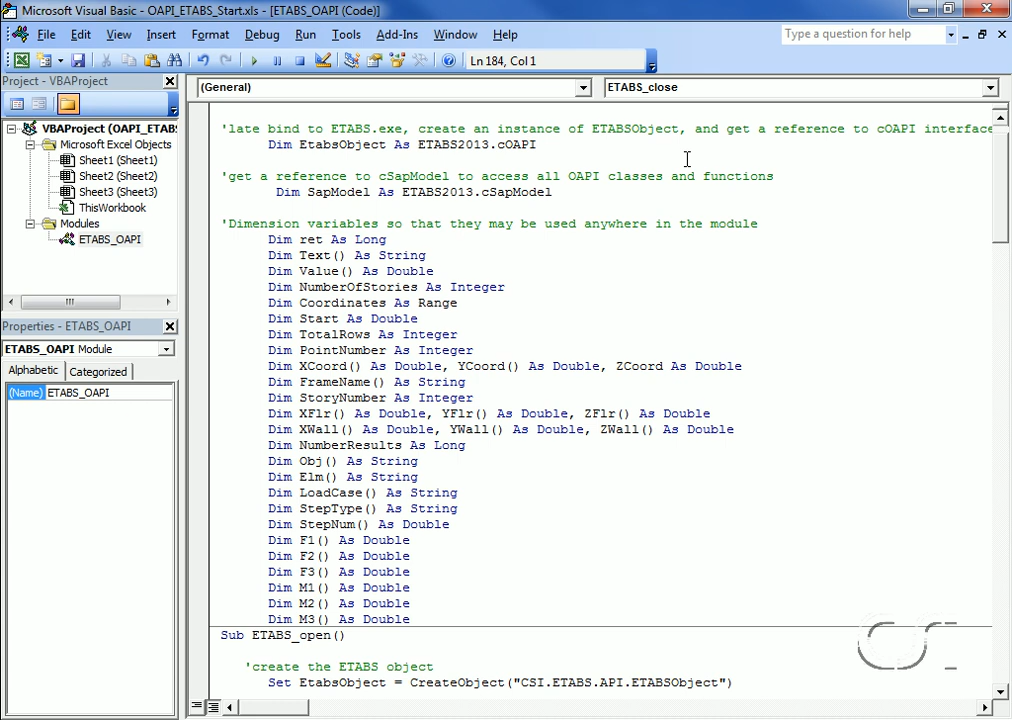 Microsoft Visual Basic - OAPI_ETABS_Start.xls - [ETABS_OAPI (Code)]
File Edit View Insert Format Debug Run Tools Add-Ins Window Help
Type a question for help
Ln 184, Col 1
Project - VBAProject
(General)
ETABS_close
VBAProject (OAPI_ETABS
Microsoft Excel Objects
Sheet1 (Sheet1)
Sheet2 (Sheet2)
Sheet3 (Sheet3)
ThisWorkbook
Modules
ETABS_OAPI
Properties - ETABS_OAPI
ETABS_OAPI Module
Alphabetic Categorized
(Name) ETABS_OAPI
'late bind to ETABS.exe, create an instance of ETABSObject, and get a reference to cOAPI interface
Dim EtabsObject As ETABS2013.cOAPI
'get a reference to cSapModel to access all OAPI classes and functions
Dim SapModel As ETABS2013.cSapModel
'Dimension variables so that they may be used anywhere in the module
Dim ret As Long
Dim Text() As String
Dim Value() As Double
Dim NumberOfStories As Integer
Dim Coordinates As Range
Dim Start As Double
Dim TotalRows As Integer
Dim PointNumber As Integer
Dim XCoord() As Double, YCoord() As Double, ZCoord As Double
Dim FrameName() As String
Dim StoryNumber As Integer
Dim XFlr() As Double, YFlr() As Double, ZFlr() As Double
Dim XWall() As Double, YWall() As Double, ZWall() As Double
Dim NumberResults As Long
Dim Obj() As String
Dim Elm() As String
Dim LoadCase() As String
Dim StepType() As String
Dim StepNum() As Double
Dim F1() As Double
Dim F2() As Double
Dim F3() As Double
Dim M1() As Double
Dim M2() As Double
Dim M3() As Double
Sub ETABS_open()
'create the ETABS object
Set EtabsObject = CreateObject("CSI.ETABS.API.ETABSObject")
CSI